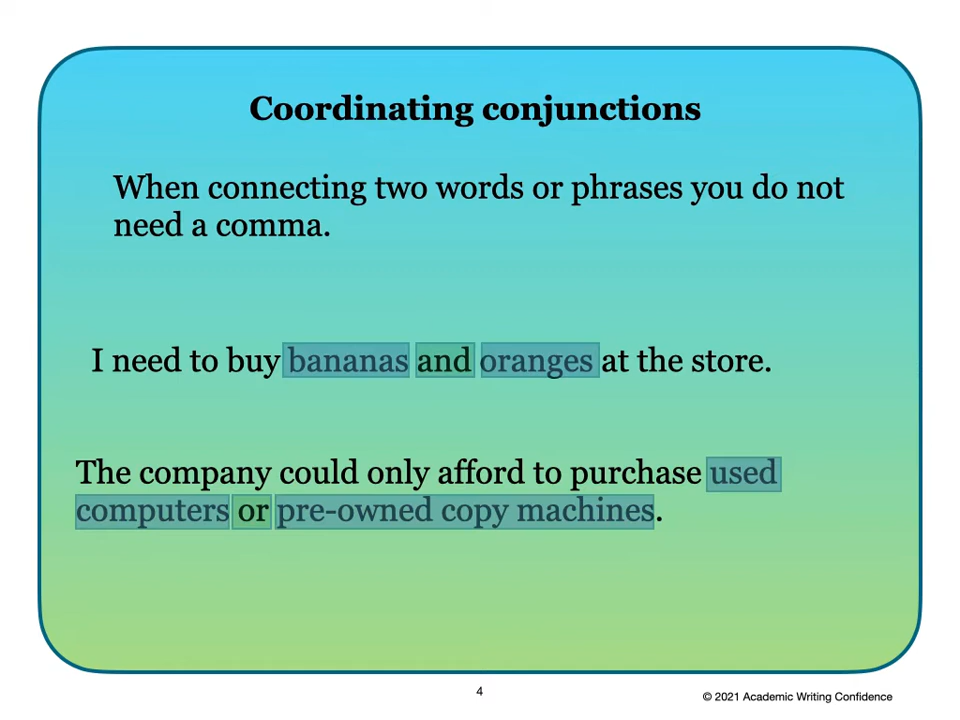 Coordinating conjunctions
When connecting two words or phrases you do not
need a comma.
I need to buy bananas and oranges at the store.
The company could only afford to purchase used
computers or pre-owned copy machines.
4
© 2021 Academic Writing Confidence